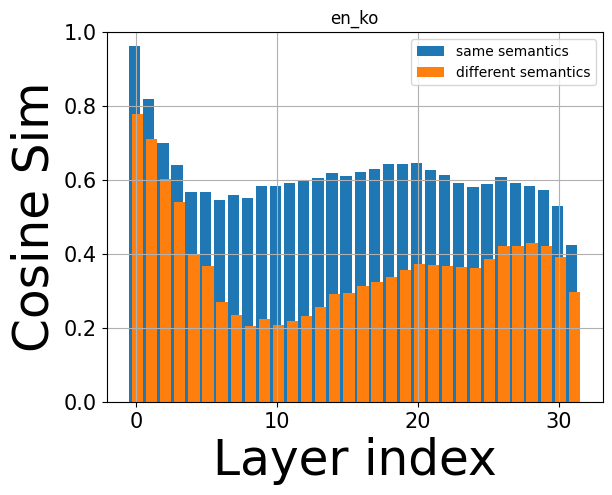 en_ko
same semantics
different semantics
Cosine Sim
1.0
0.8
0.6
0.4
0.2
0.0
0 10 20 30
Layer index